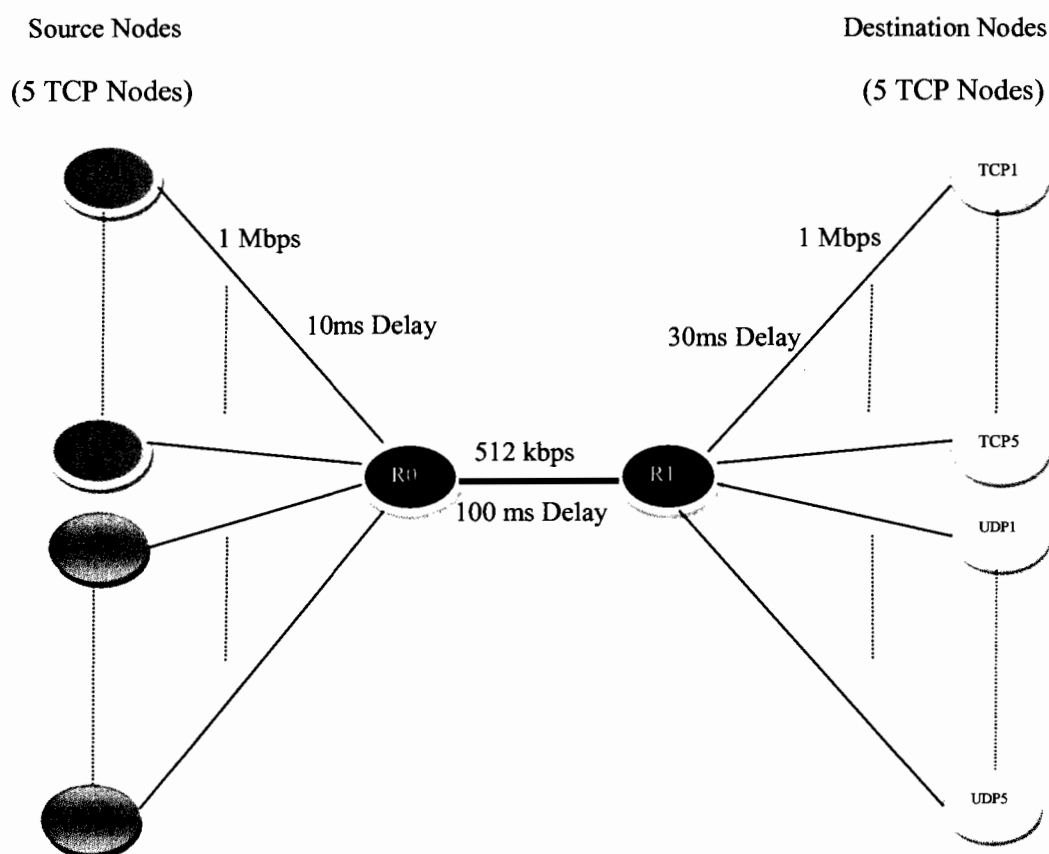 Source Nodes
(5 TCP Nodes)
Destination Nodes
(5 TCP Nodes)
TCP1
1 Mbps
1 Mbps
10ms Delay
30ms Delay
TCP5
R0
512 kbps
R1
100 ms Delay
UDP1
UDP5